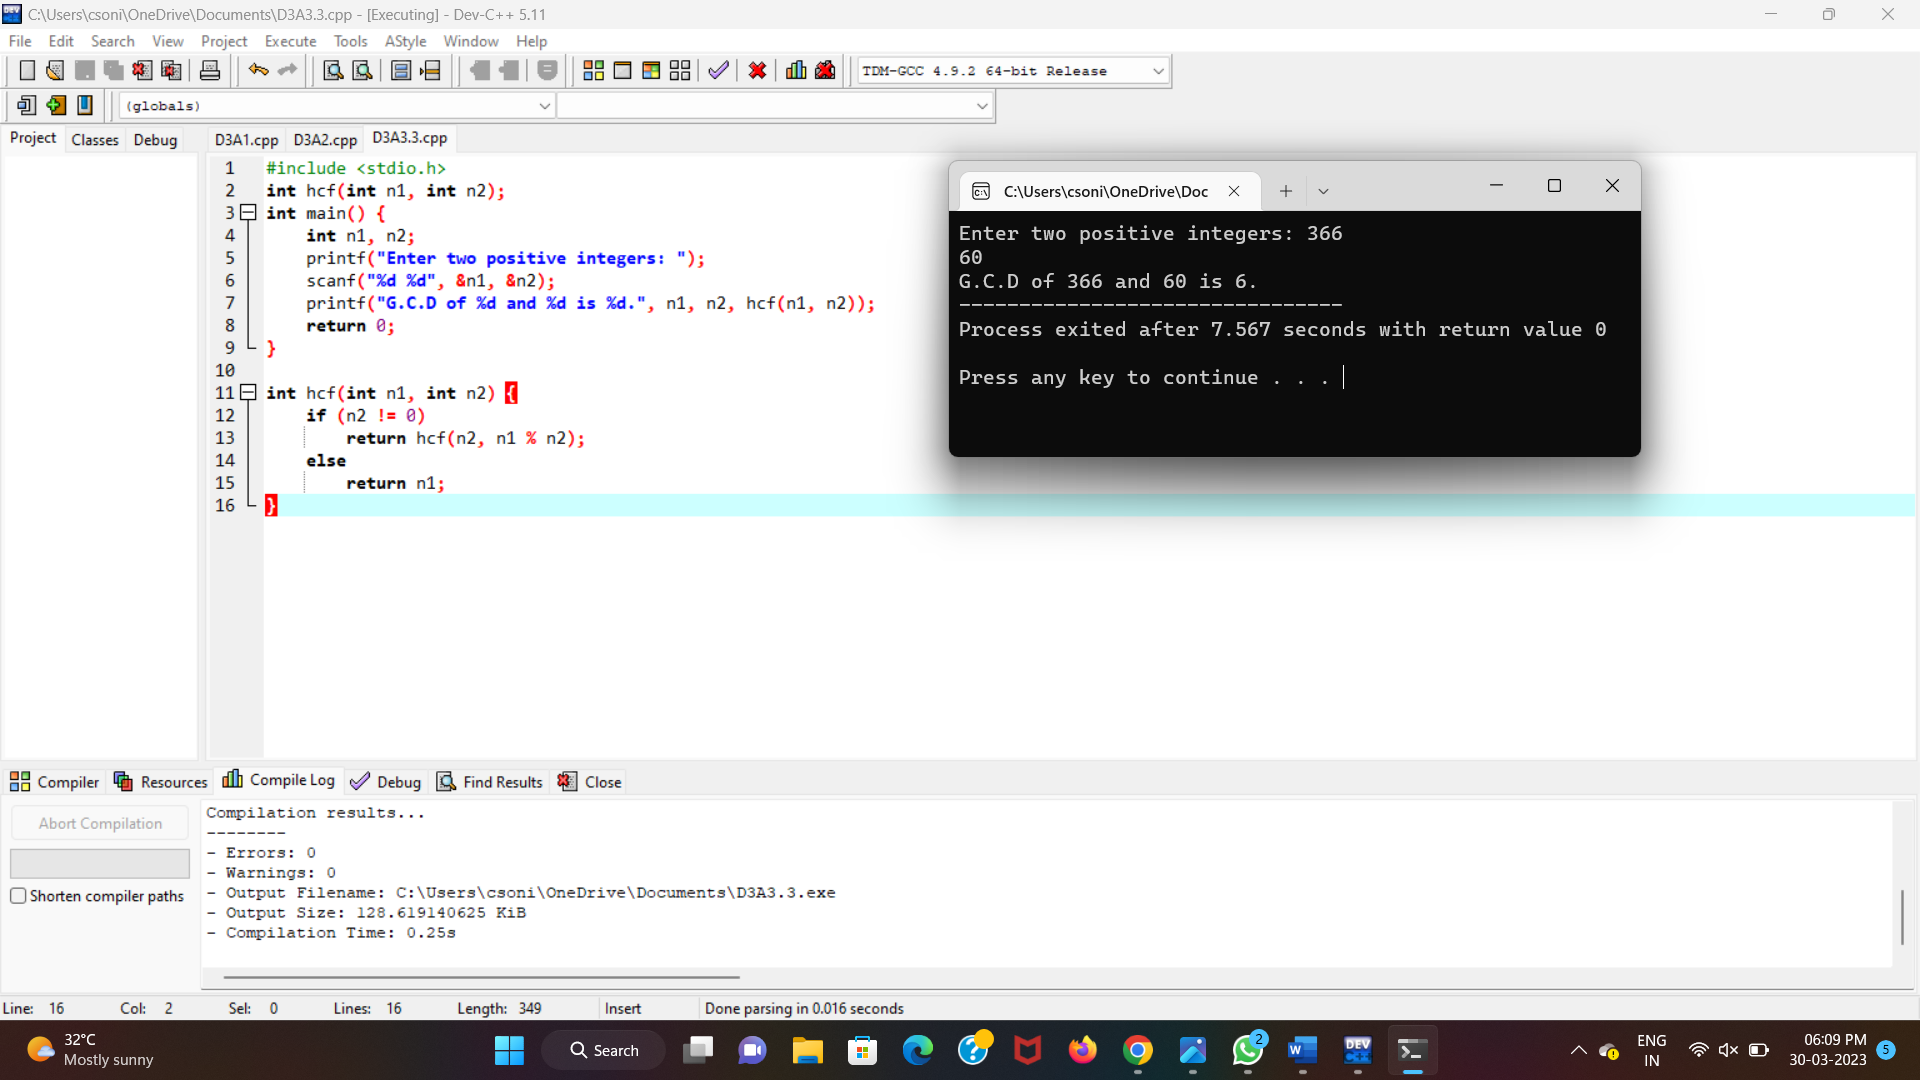 C:\Users\csoni\OneDrive\Documents\D3A3.3.cpp - [Executing] - Dev-C++ 5.11
File Edit Search View Project Execute Tools AStyle Window Help
TDM-GCC 4.9.2 64-bit Release
(globals)
Project Classes Debug
D3A1.cpp D3A2.cpp D3A3.3.cpp
1 #include <stdio.h>
2 int hcf(int n1, int n2);
3 int main() {
4 int n1, n2;
5 printf("Enter two positive integers: ");
6 scanf("%d %d", &n1, &n2);
7 printf("G.C.D of %d and %d is %d.", n1, n2, hcf(n1, n2));
8 return 0;
9 }
10
11 int hcf(int n1, int n2) {
12 if (n2 != 0)
13 return hcf(n2, n1 % n2);
14 else
15 return n1;
16 }
C:\Users\csoni\OneDrive\Doc
Enter two positive integers: 366
60
G.C.D of 366 and 60 is 6.
--------------------------------
Process exited after 7.567 seconds with return value 0
Press any key to continue . . .
Compiler Resources Compile Log Debug Find Results Close
Abort Compilation
Shorten compiler paths
Compilation results...
--------
- Errors: 0
- Warnings: 0
- Output Filename: C:\Users\csoni\OneDrive\Documents\D3A3.3.exe
- Output Size: 128.619140625 KiB
- Compilation Time: 0.25s
Line: 16 Col: 2 Sel: 0 Lines: 16 Length: 349 Insert Done parsing in 0.016 seconds
32°C
Mostly sunny
Search
2
DEV
C++
ENG
IN
06:09 PM
30-03-2023
5